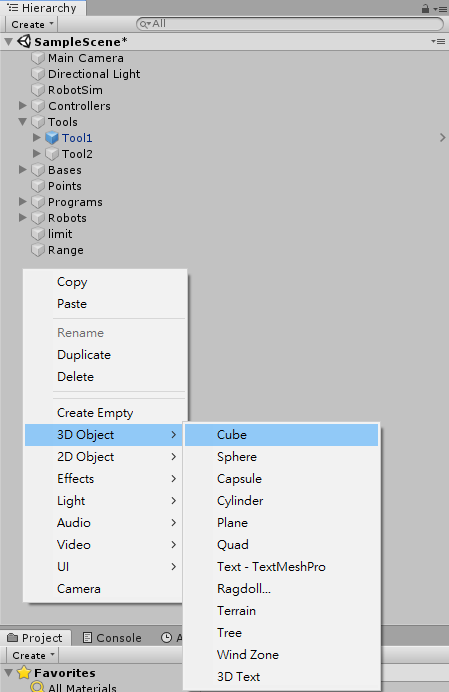 Hierarchy
Create
All
SampleScene*
Main Camera
Directional Light
RobotSim
Controllers
Tools
Tool1
Tool2
Bases
Points
Programs
Robots
limit
Range
Copy
Paste
Rename
Duplicate
Delete
Create Empty
3D Object
2D Object
Effects
Light
Audio
Video
UI
Camera
Cube
Sphere
Capsule
Cylinder
Plane
Quad
Text - TextMeshPro
Ragdoll...
Terrain
Tree
Wind Zone
3D Text
Project
Console
A
Create
Favorites
All Materials